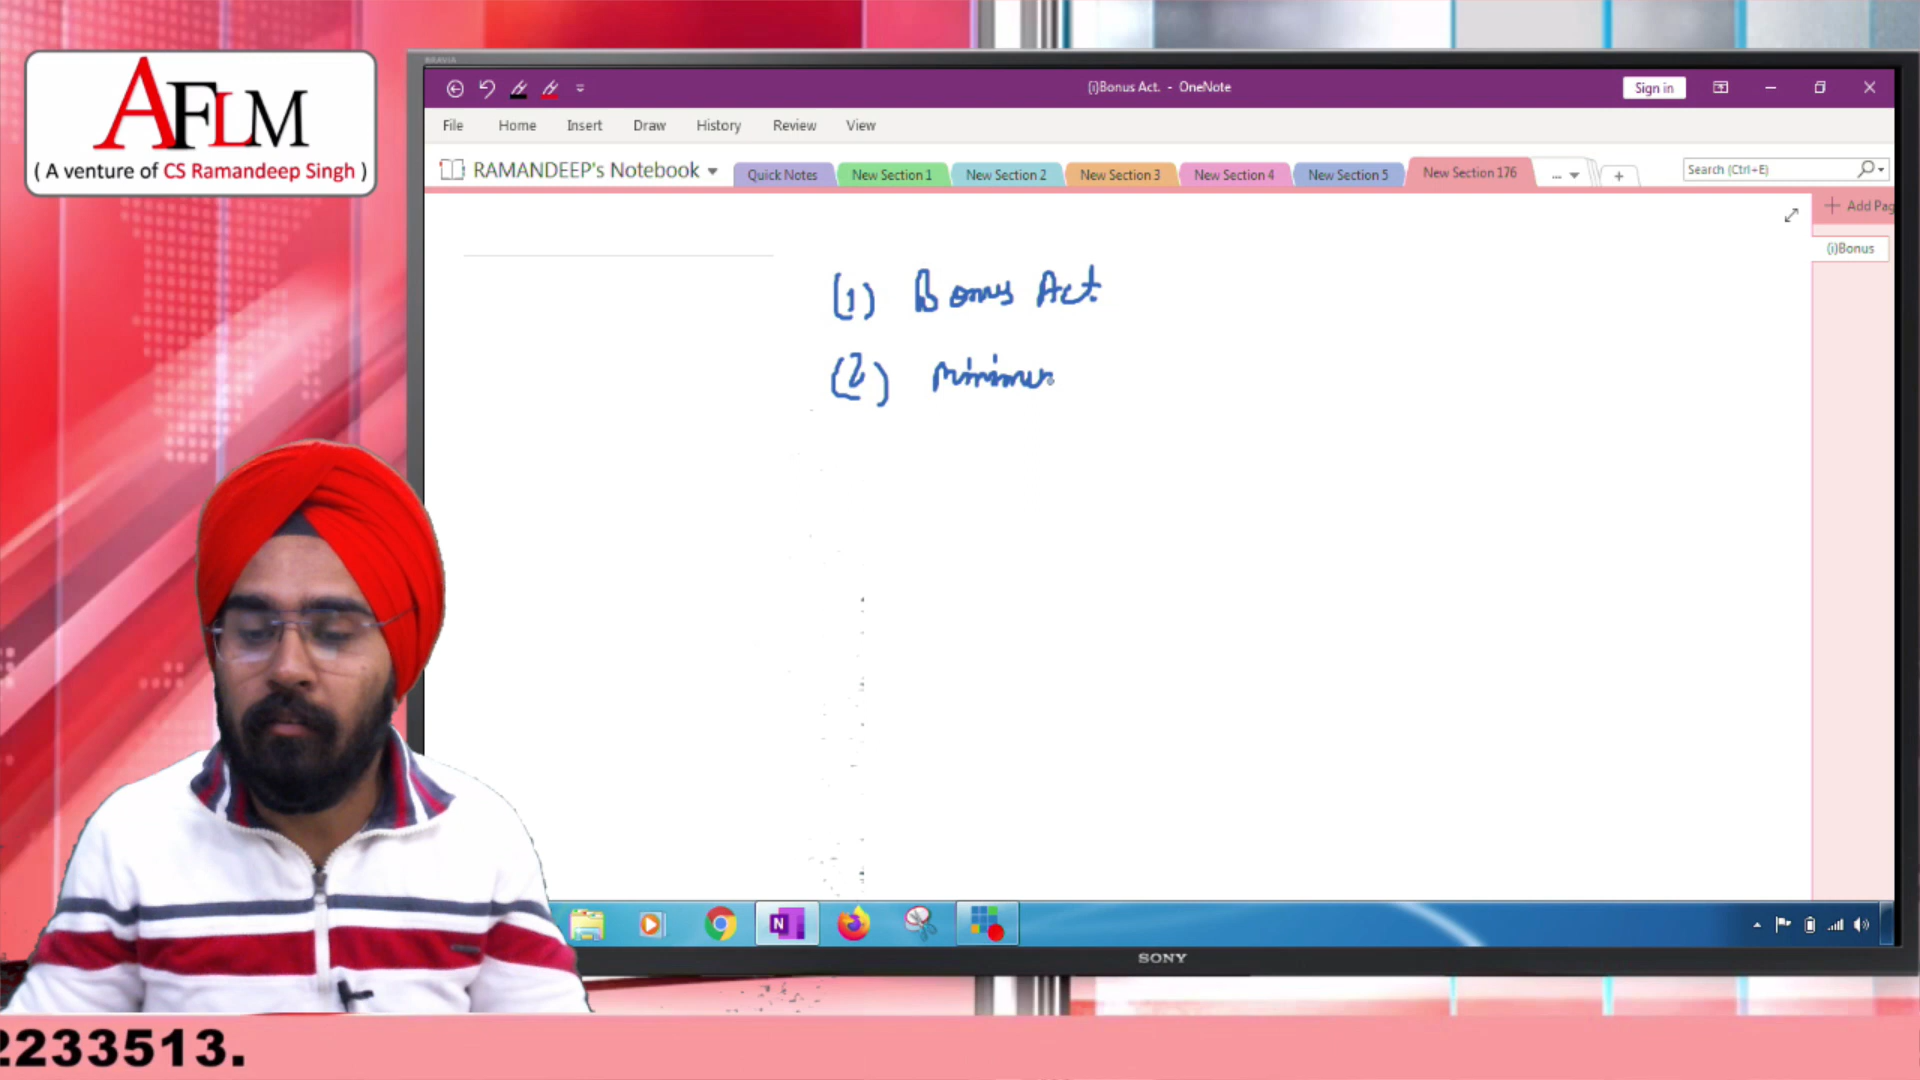 AFLM
( A venture of CS Ramandeep Singh )
BRAVIA
(i)Bonus Act. - OneNote
Sign in
File Home Insert Draw History Review View
RAMANDEEP's Notebook
Quick Notes
New Section 1
New Section 2
New Section 3
New Section 4
New Section 5
New Section 176
...
Search (Ctrl+E)
Add Pag
(i)Bonus
(1) Bonus Act.
(2) Minimu
N
SONY
2233513.